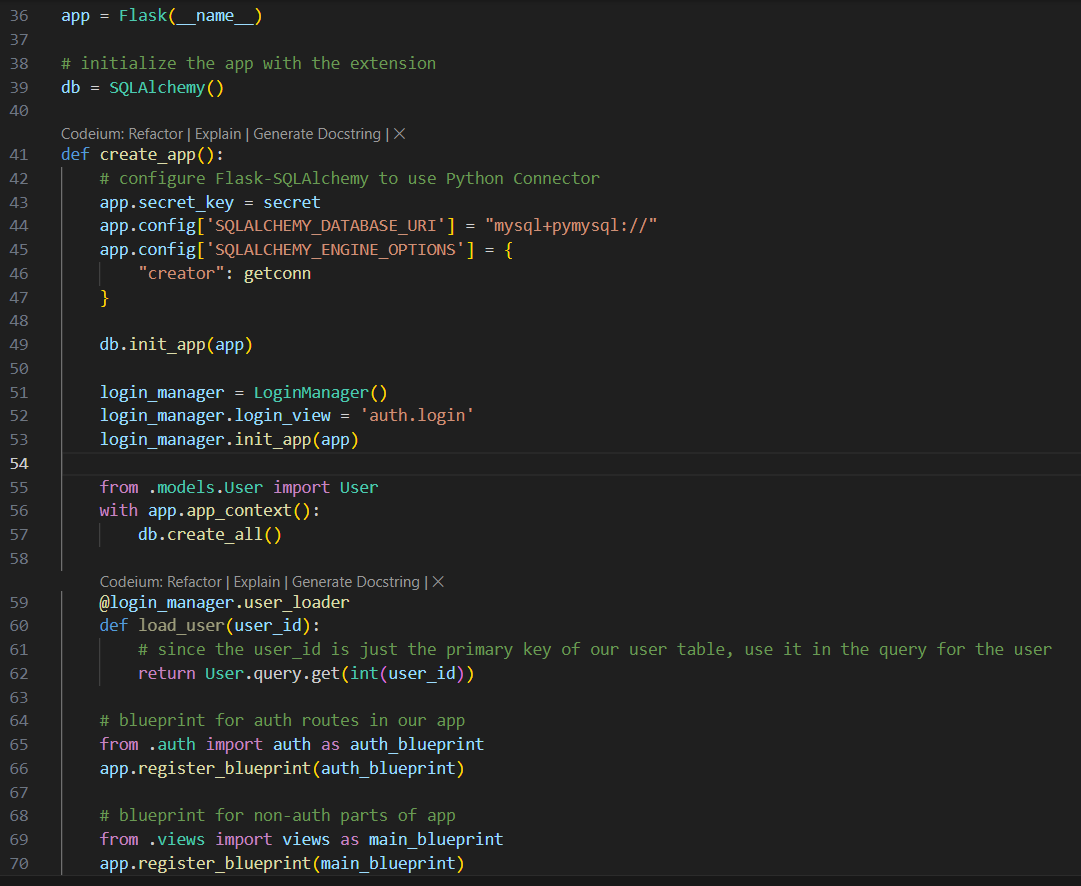 36 app = Flask(__name__)
37
38 # initialize the app with the extension
39 db = SQLAlchemy()
40
Codeium: Refactor | Explain | Generate Docstring | ✕
41 def create_app():
42     # configure Flask-SQLAlchemy to use Python Connector
43     app.secret_key = secret
44     app.config['SQLALCHEMY_DATABASE_URI'] = "mysql+pymysql://"
45     app.config['SQLALCHEMY_ENGINE_OPTIONS'] = {
46         "creator": getconn
47     }
48
49     db.init_app(app)
50
51     login_manager = LoginManager()
52     login_manager.login_view = 'auth.login'
53     login_manager.init_app(app)
54
55     from .models.User import User
56     with app.app_context():
57         db.create_all()
58
Codeium: Refactor | Explain | Generate Docstring | ✕
59     @login_manager.user_loader
60     def load_user(user_id):
61         # since the user_id is just the primary key of our user table, use it in the query for the user
62         return User.query.get(int(user_id))
63
64     # blueprint for auth routes in our app
65     from .auth import auth as auth_blueprint
66     app.register_blueprint(auth_blueprint)
67
68     # blueprint for non-auth parts of app
69     from .views import views as main_blueprint
70     app.register_blueprint(main_blueprint)